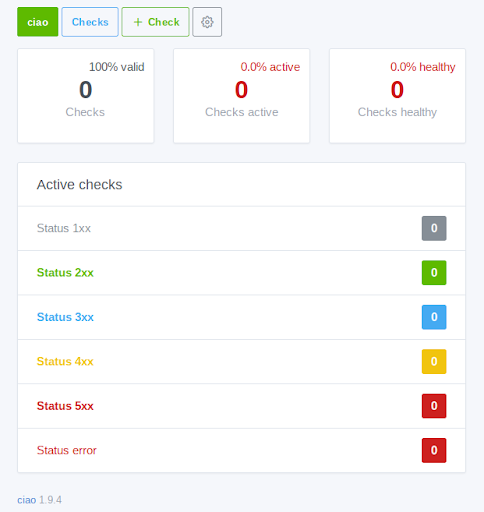 ciao Checks + Check
100% valid
0
Checks
0.0% active
0
Checks active
0.0% healthy
0
Checks healthy
Active checks
Status 1xx 0
Status 2xx 0
Status 3xx 0
Status 4xx 0
Status 5xx 0
Status error 0
ciao 1.9.4